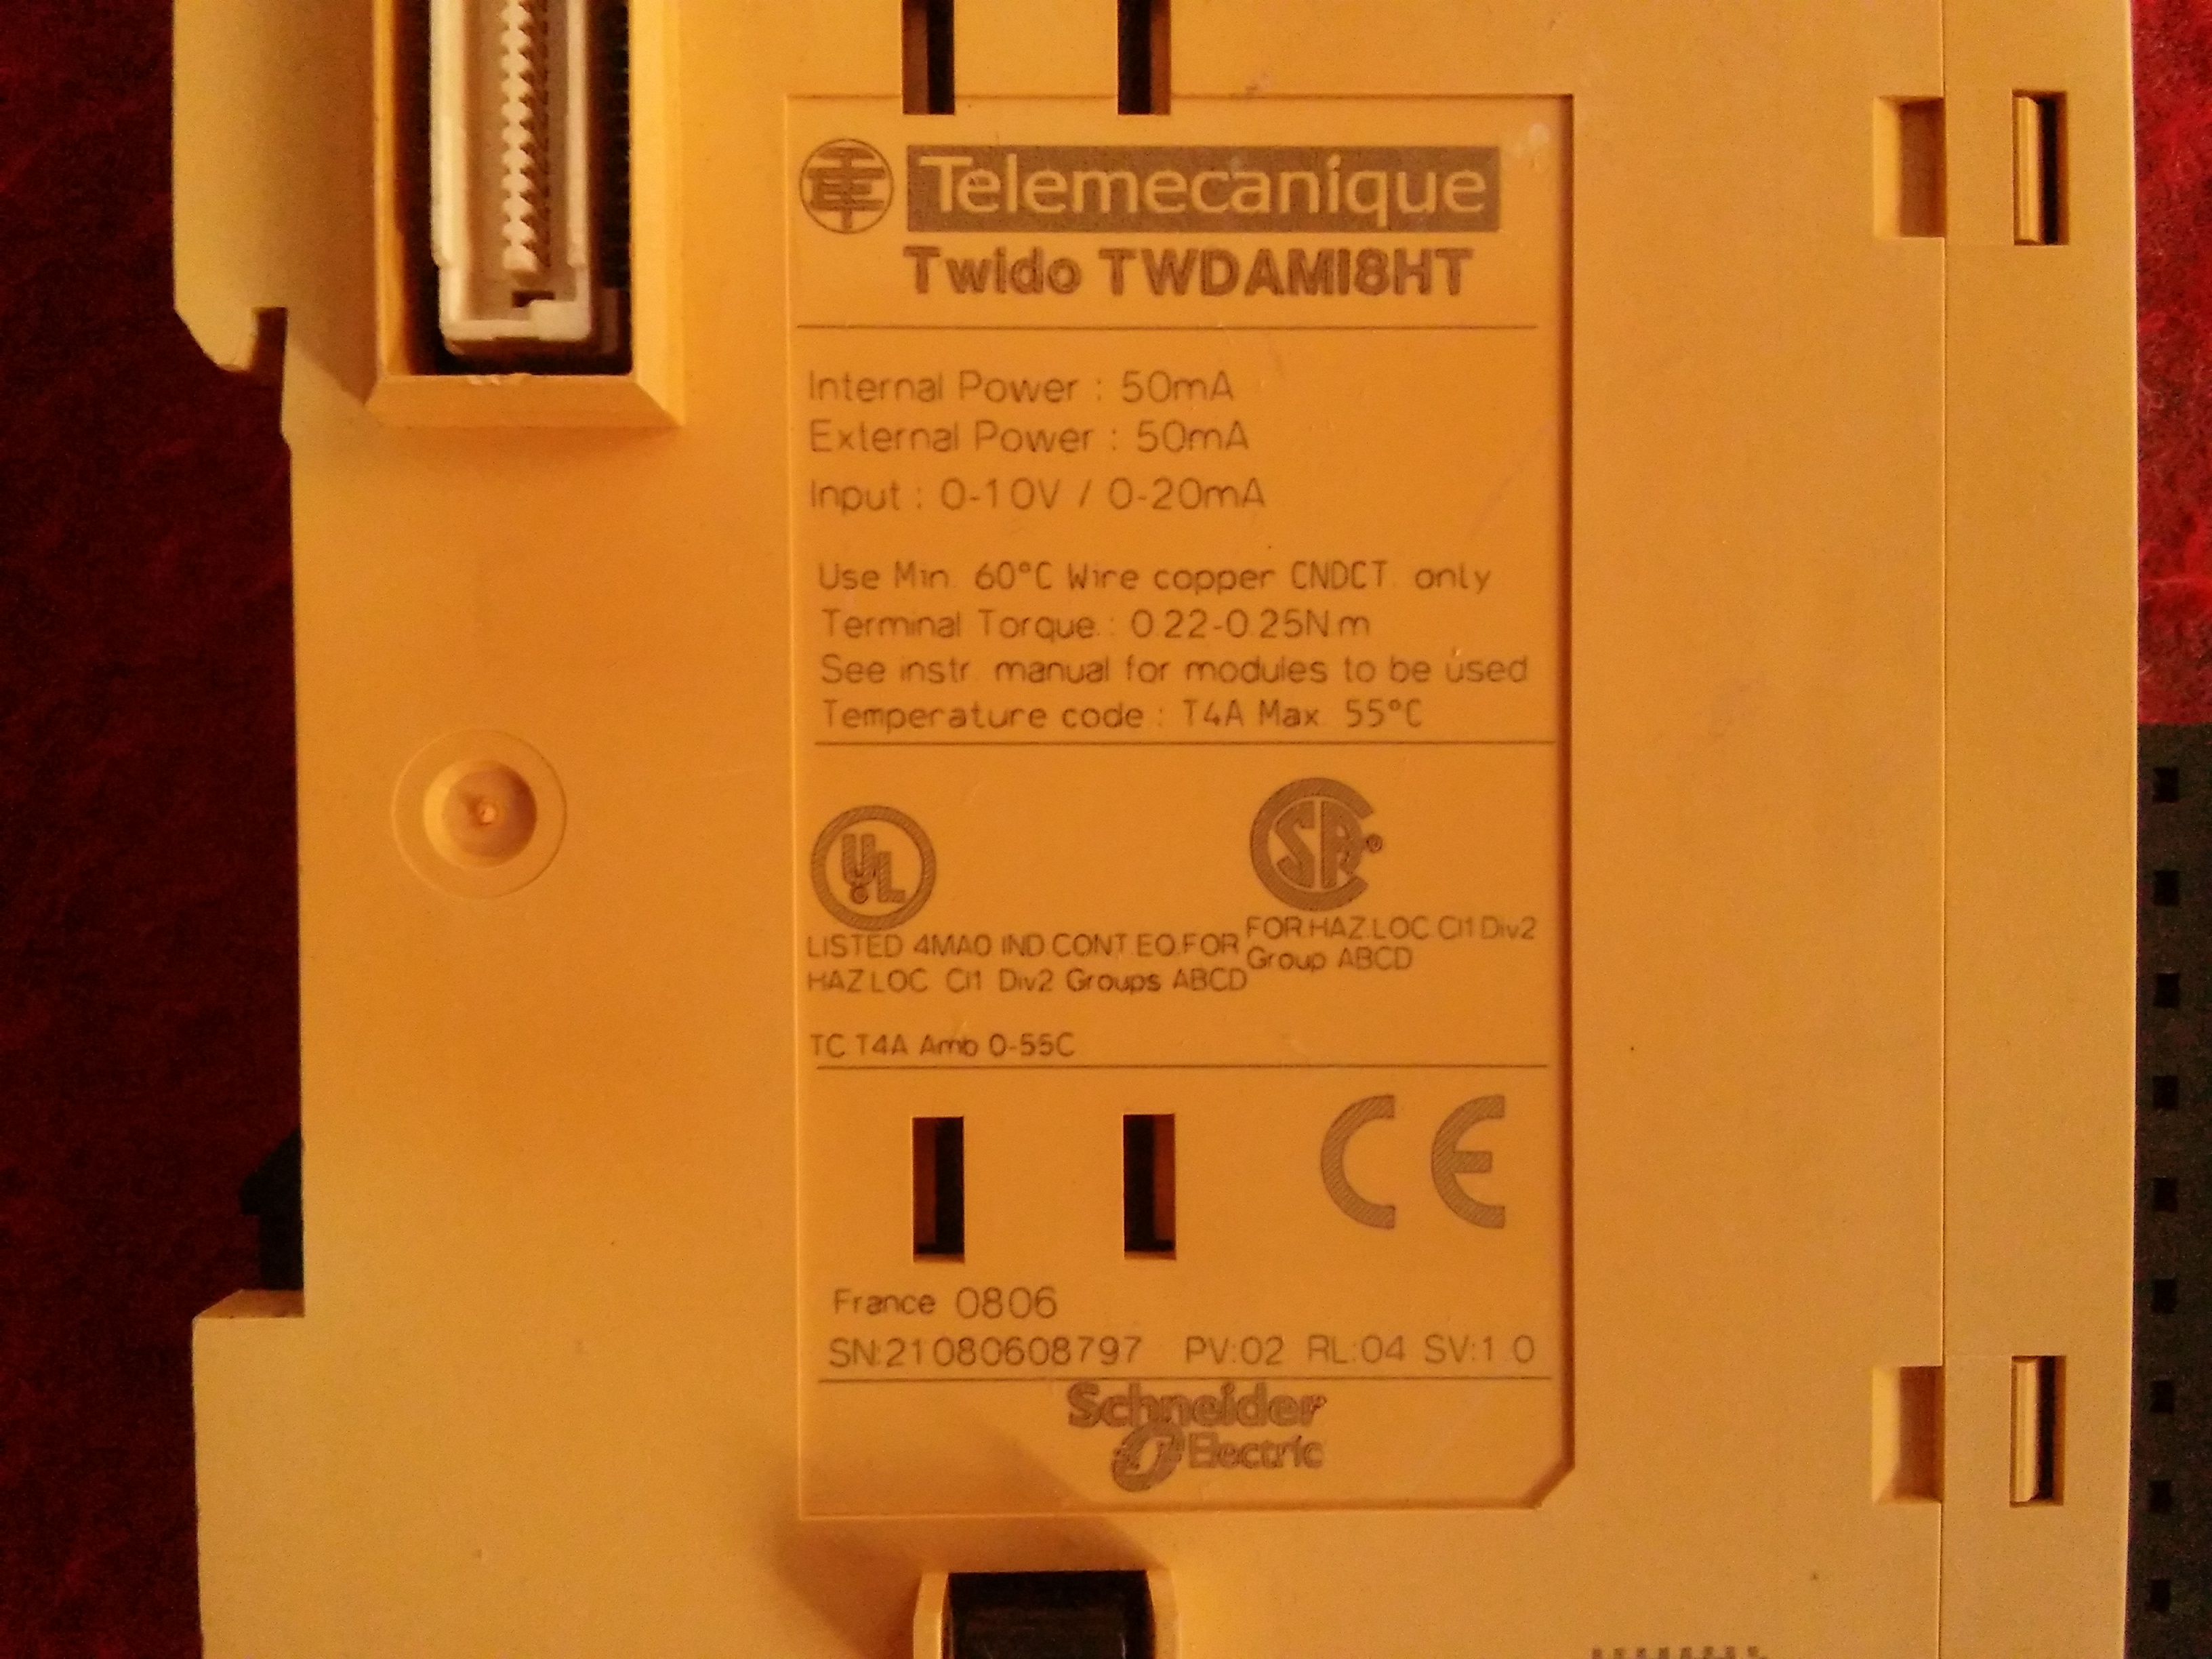 Telemecanique
Twido TWDAMI8HT
Internal Power : 50mA
External Power : 50mA
Input : 0-10V / 0-20mA
Use Min. 60°C Wire copper CNDCT. only
Terminal Torque.: 0.22-0.25N.m
See instr. manual for modules to be used
Temperature code : T4A Max. 55°C
UL
SA
LISTED 4MA0 IND.CONT.EQ.FOR
HAZ.LOC. Cl1 Div2 Groups ABCD
FOR.HAZ.LOC.Cl1 Div2
Group ABCD
TC T4A Amb 0-55C
CE
France 0806
SN:21080608797 PV:02 RL:04 SV:1.0
Schneider
Electric